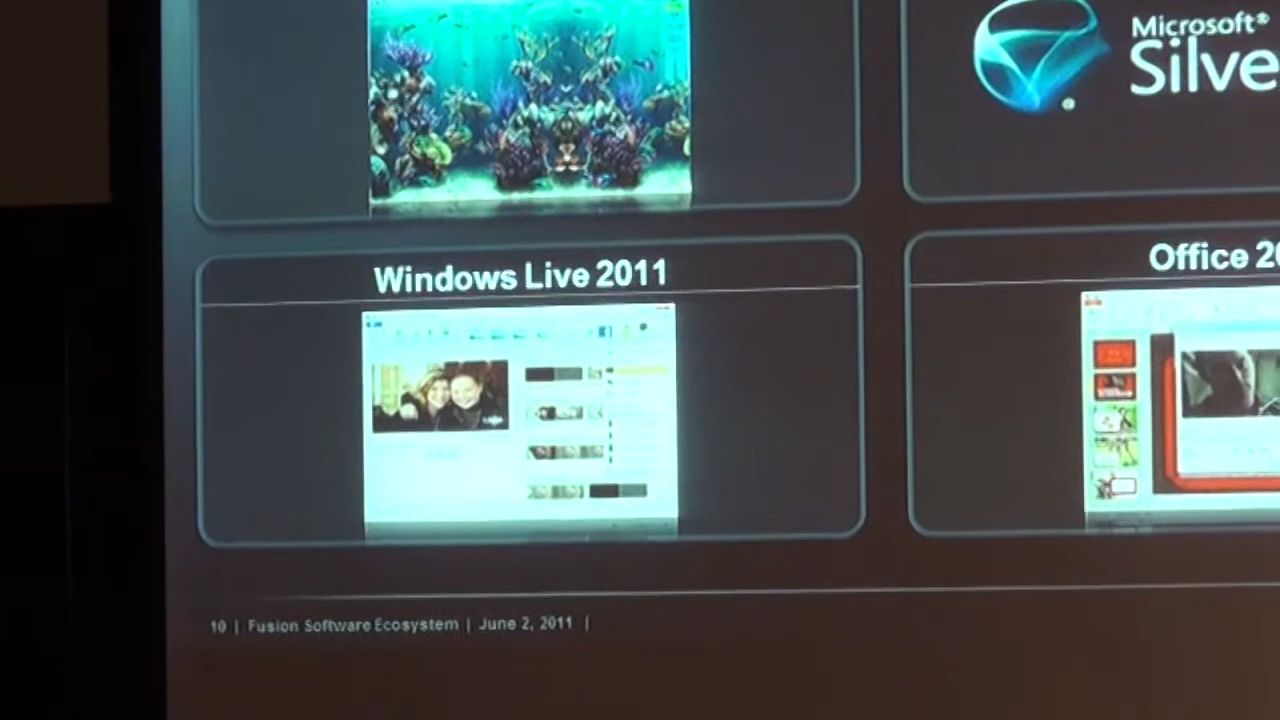 Microsoft®
Silve
Windows Live 2011
Office 20
10 | Fusion Software Ecosystem | June 2, 2011 |